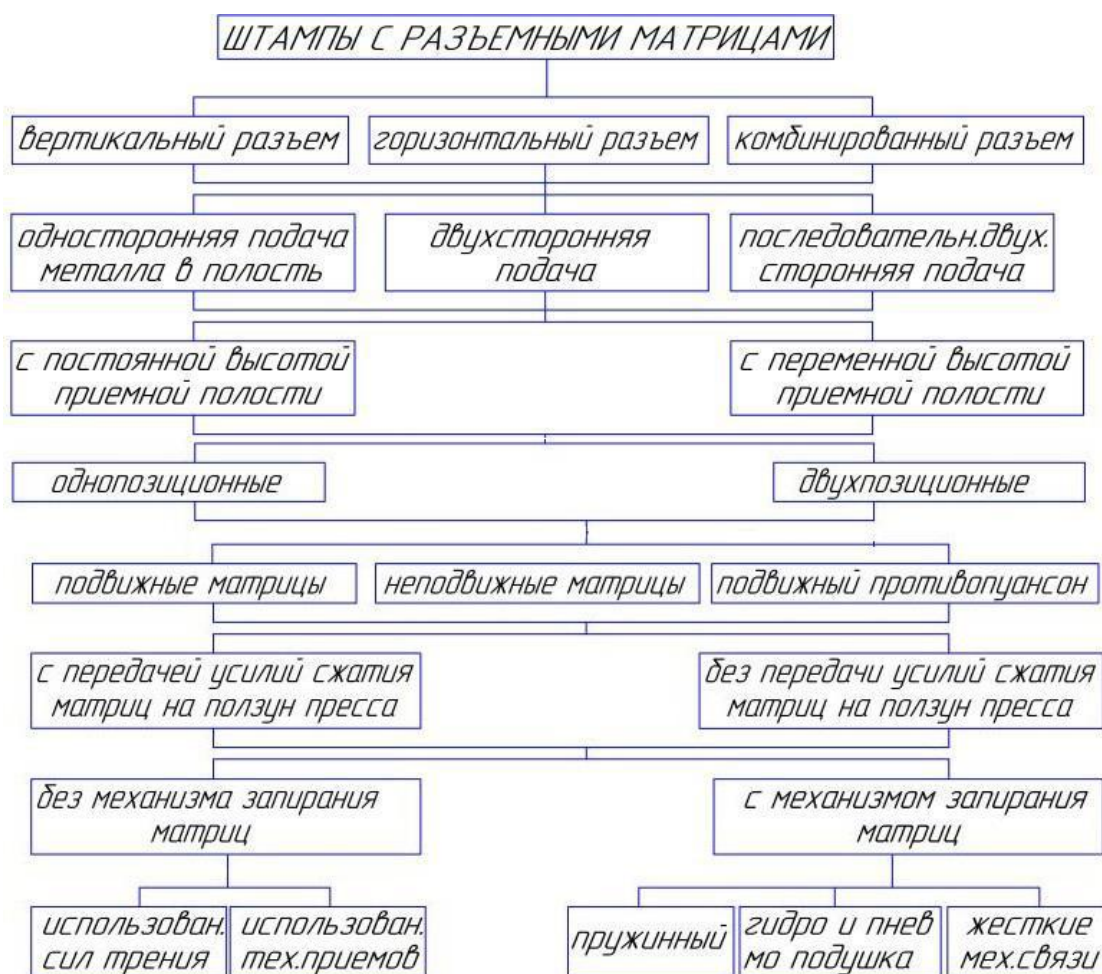 ШТАМПЫ С РАЗЪЕМНЫМИ МАТРИЦАМИ
вертикальный разъем
горизонтальный разъем
комбинированный разъем
односторонняя подача
металла в полость
двухсторонняя
подача
последовательн.двух.
сторонняя подача
с постоянной высотой
приемной полости
с переменной высотой
приемной полости
однопозиционные
двухпозиционные
подвижные матрицы
неподвижные матрицы
подвижный противопуансон
с передачей усилий сжатия
матриц на ползун пресса
без передачи усилий сжатия
матриц на ползун пресса
без механизма запирания
матриц
с механизмом запирания
матриц
использован.
сил трения
использован.
тех.приемов
пружинный
гидро и пнев
мо подушка
жесткие
мех.связи